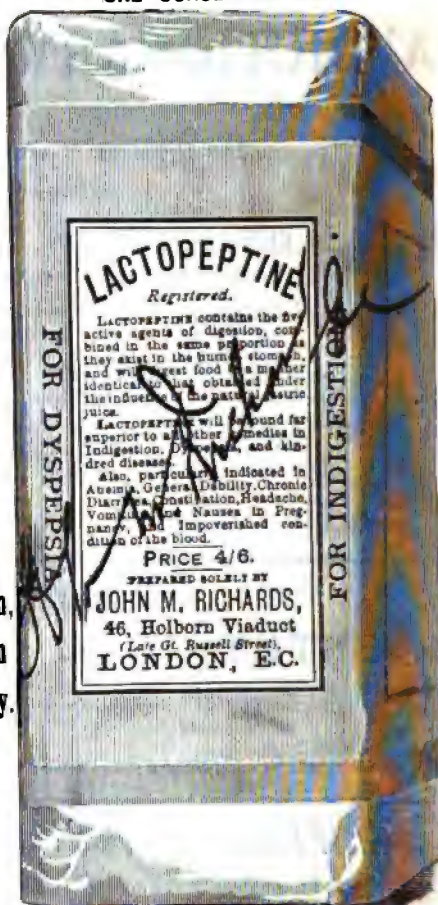 LACTOPEPTINE
Registered.
LACTOPEPTINE contains the five
active agents of digestion, com-
bined in the same proportion as
they exist in the human stomach,
and will digest food in a manner
identical to that obtained under
the influence of the natural gastric
juice.
LACTOPEPTINE will be found far
superior to all other remedies in
Indigestion, and kin-
dred diseases.
Also, particularly indicated in
Anæmia, General Debility, Chronic
Diarrhœa, Constipation, Headache,
Vomiting and Nausea in Preg-
nancy, and Impoverished con-
dition of the blood.
PRICE 4/6.
PREPARED SOLELY BY
JOHN M. RICHARDS,
46, Holborn Viaduct
(Late Gt. Russell Street),
LONDON, E.C.
FOR DYSPEPSIA
FOR INDIGESTION.
John M. Richards